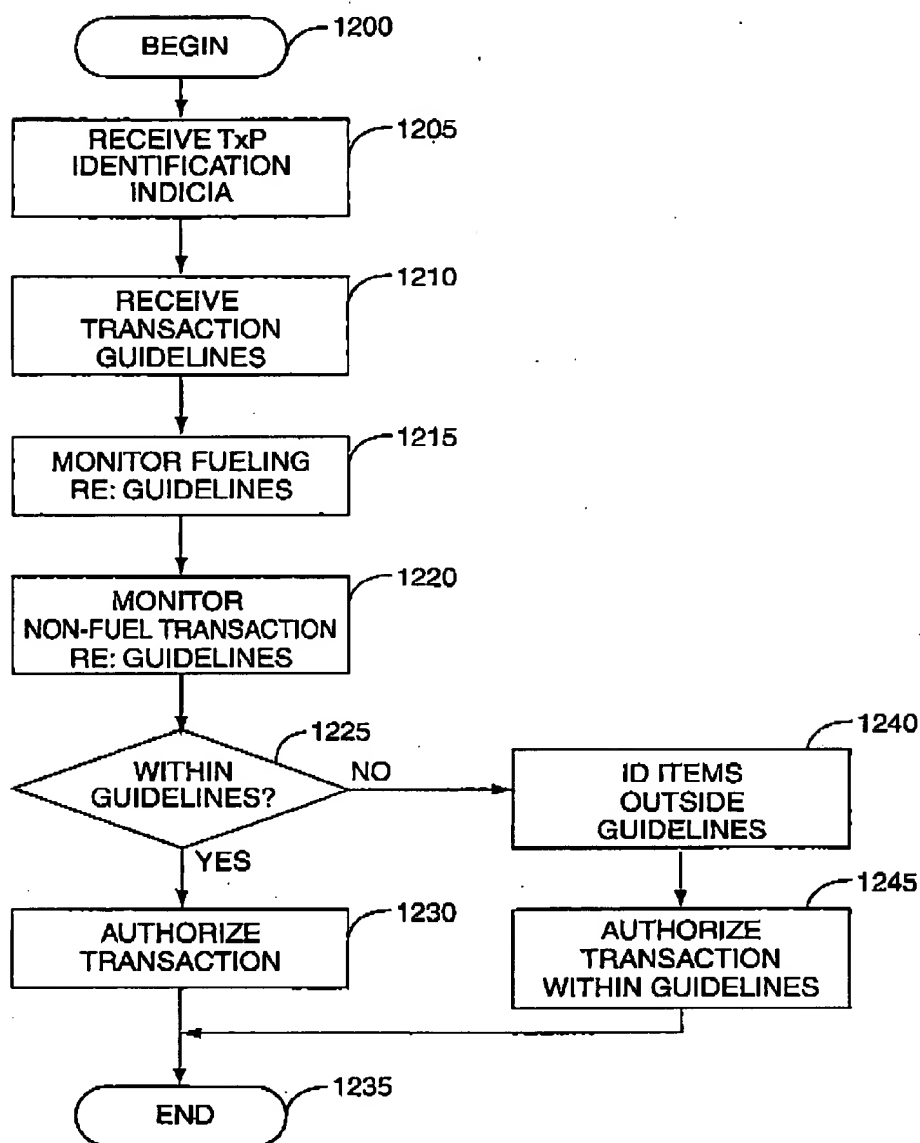 BEGIN
1200
RECEIVE TxP
IDENTIFICATION
INDICIA
1205
RECEIVE
TRANSACTION
GUIDELINES
1210
MONITOR FUELING
RE: GUIDELINES
1215
MONITOR
NON-FUEL TRANSACTION
RE: GUIDELINES
1220
WITHIN
GUIDELINES?
1225
NO
YES
ID ITEMS
OUTSIDE
GUIDELINES
1240
AUTHORIZE
TRANSACTION
1230
AUTHORIZE
TRANSACTION
WITHIN GUIDELINES
1245
END
1235